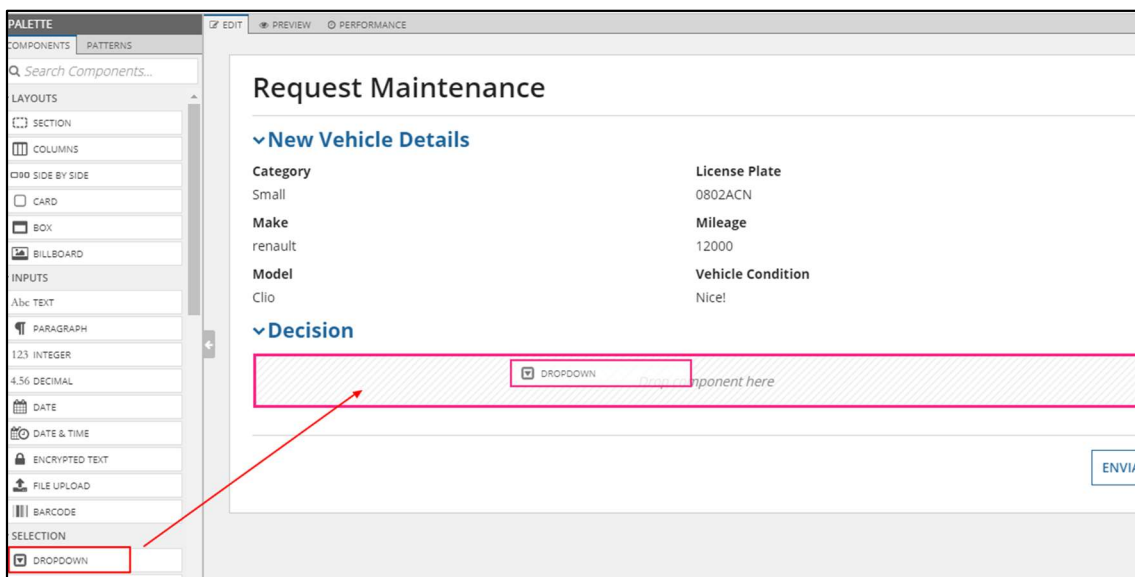 PALETTE
COMPONENTS PATTERNS
Search Components...
LAYOUTS
SECTION
COLUMNS
SIDE BY SIDE
CARD
BOX
BILLBOARD
INPUTS
Abc TEXT
PARAGRAPH
123 INTEGER
4.56 DECIMAL
DATE
DATE & TIME
ENCRYPTED TEXT
FILE UPLOAD
BARCODE
SELECTION
DROPDOWN
EDIT PREVIEW PERFORMANCE
Request Maintenance
New Vehicle Details
Category License Plate
Small 0802ACN
Make Mileage
renault 12000
Model Vehicle Condition
Clio Nice!
Decision
DROPDOWN
Drop component here
ENVIA